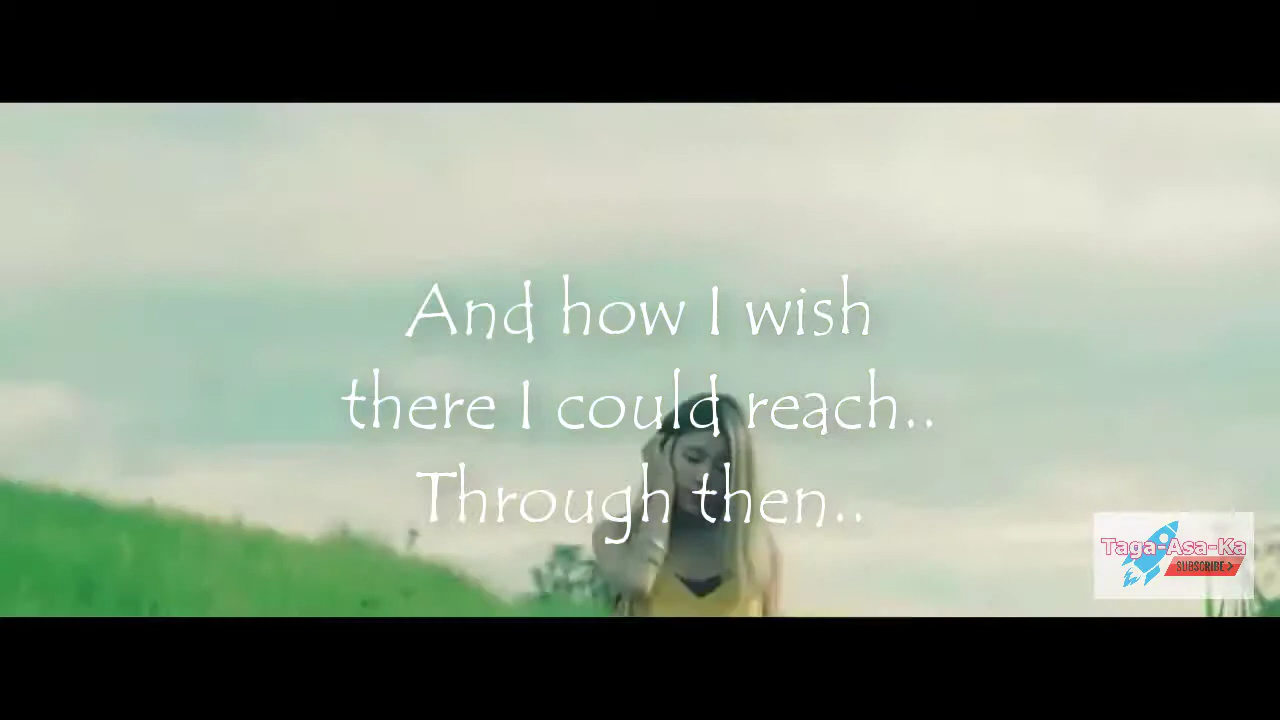 And how I wish
there I could reach..
Through then..
Taga-Asa-Ka
SUBSCRIBE >